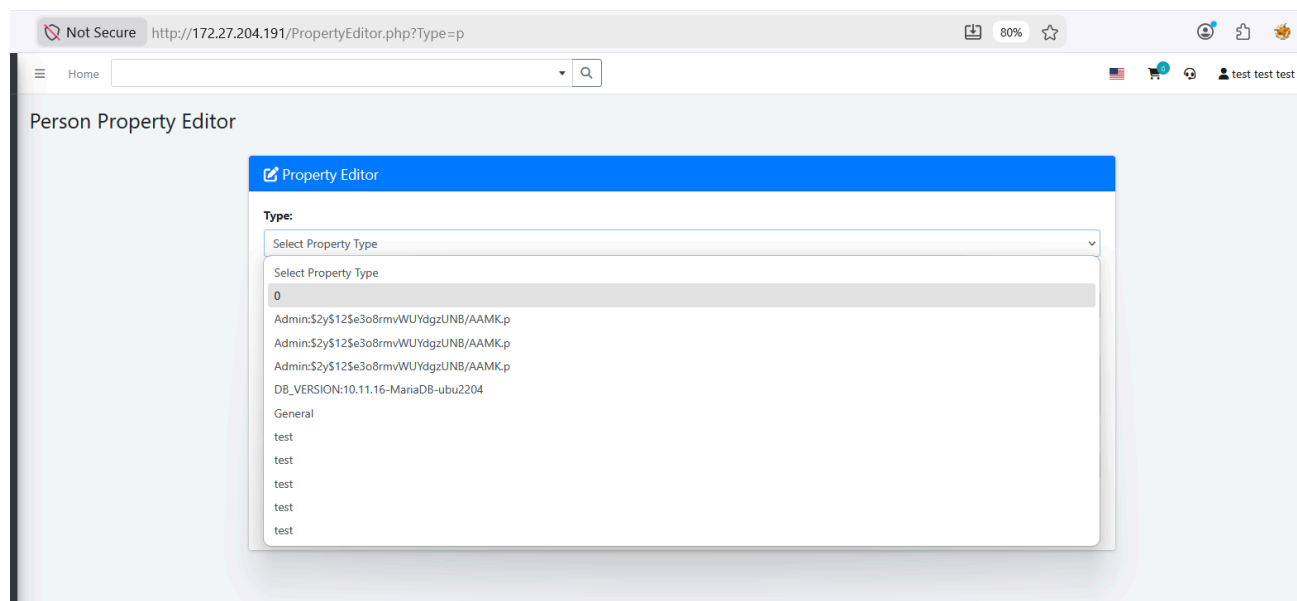 Not Secure http://172.27.204.191/PropertyEditor.php?Type=p 80%
Home 0 test test test
Person Property Editor
Property Editor
Type:
Select Property Type
Select Property Type
0
Admin:$2y$12$e3o8rmvWUYdgzUNB/AAMK.p
Admin:$2y$12$e3o8rmvWUYdgzUNB/AAMK.p
Admin:$2y$12$e3o8rmvWUYdgzUNB/AAMK.p
DB_VERSION:10.11.16-MariaDB-ubu2204
General
test
test
test
test
test